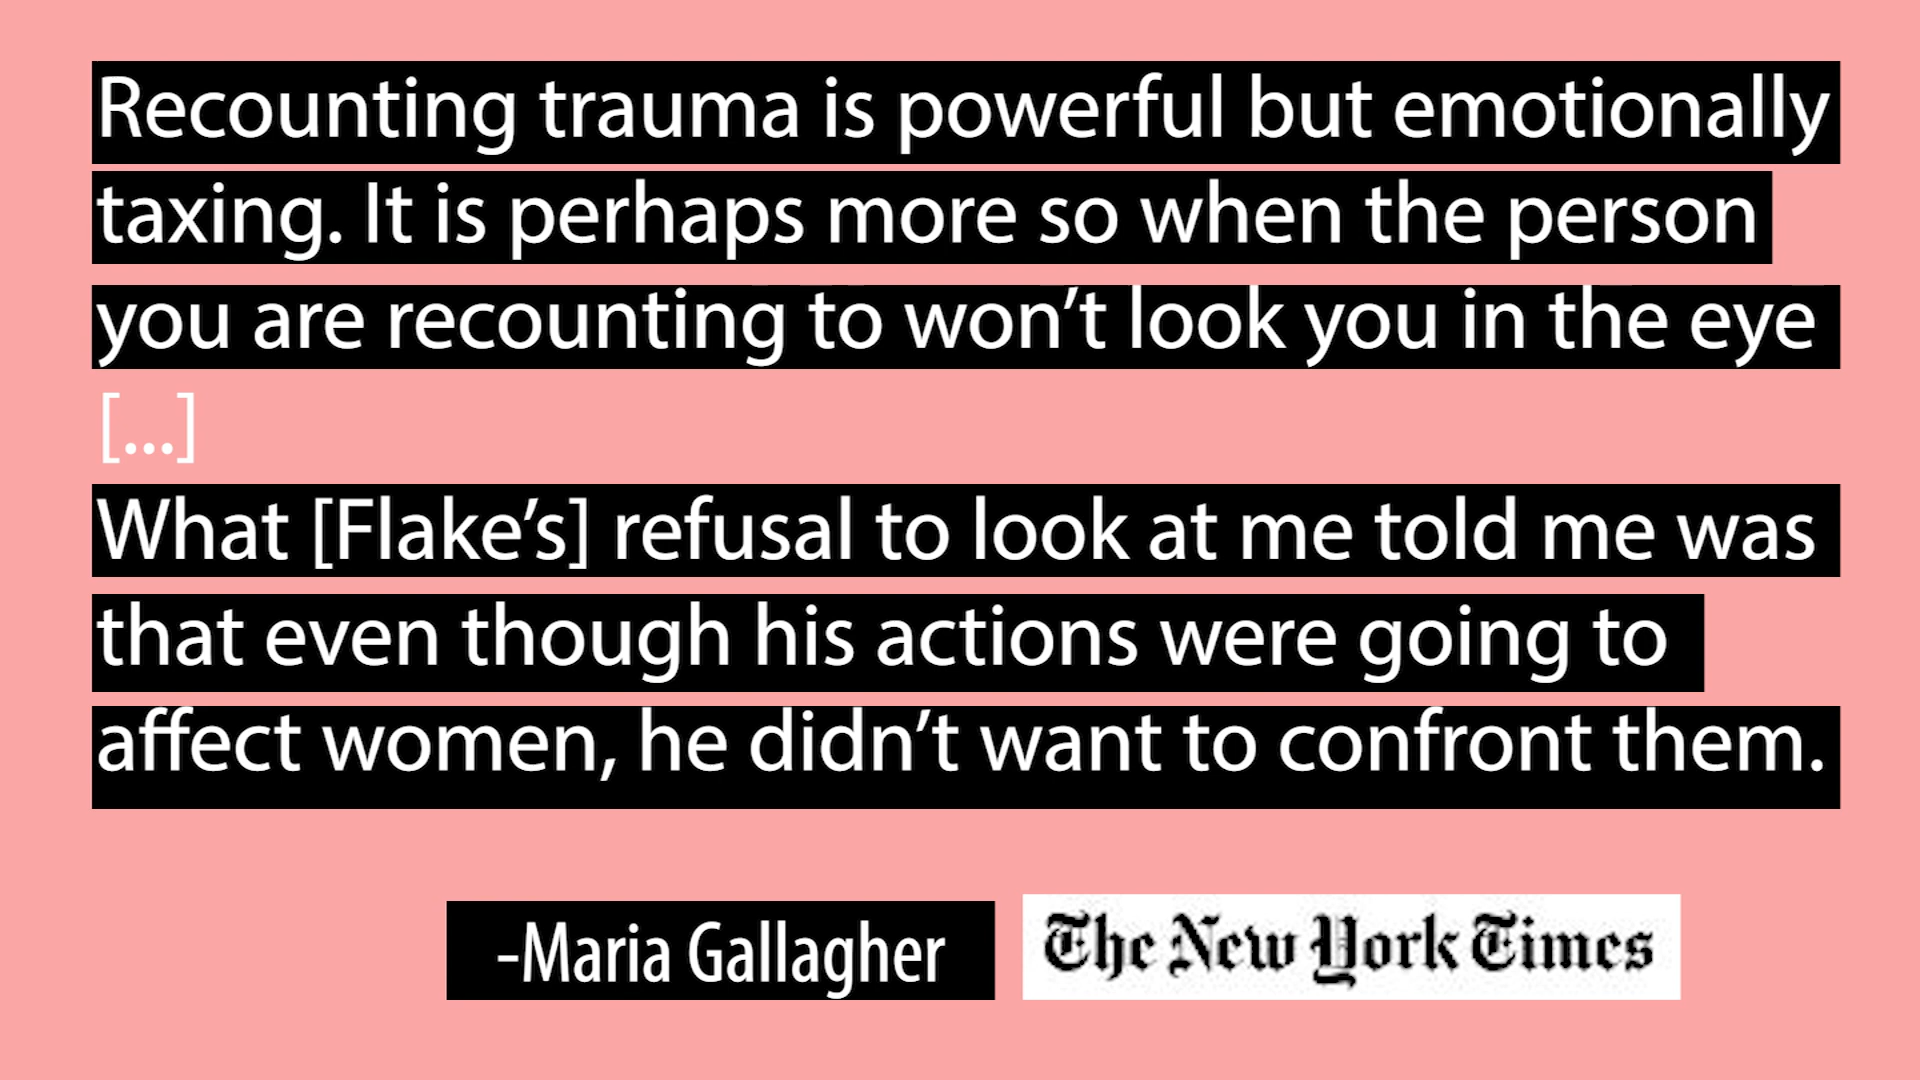 Recounting trauma is powerful but emotionally
taxing. It is perhaps more so when the person
you are recounting to won’t look you in the eye
[...]
What [Flake’s] refusal to look at me told me was
that even though his actions were going to
affect women, he didn’t want to confront them.
-Maria Gallagher
The New York Times